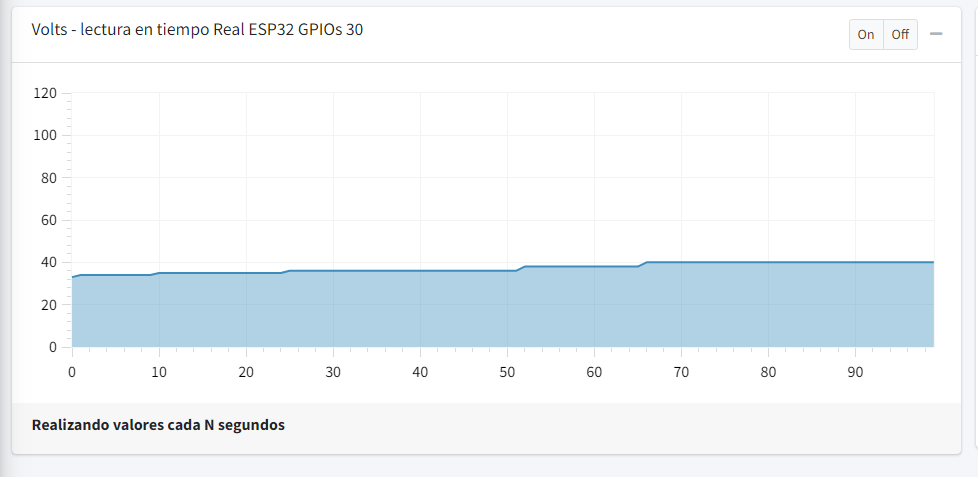 Volts - lectura en tiempo Real ESP32 GPIOs 30
On Off
120
100
80
60
40
20
0
0 10 20 30 40 50 60 70 80 90
Realizando valores cada N segundos